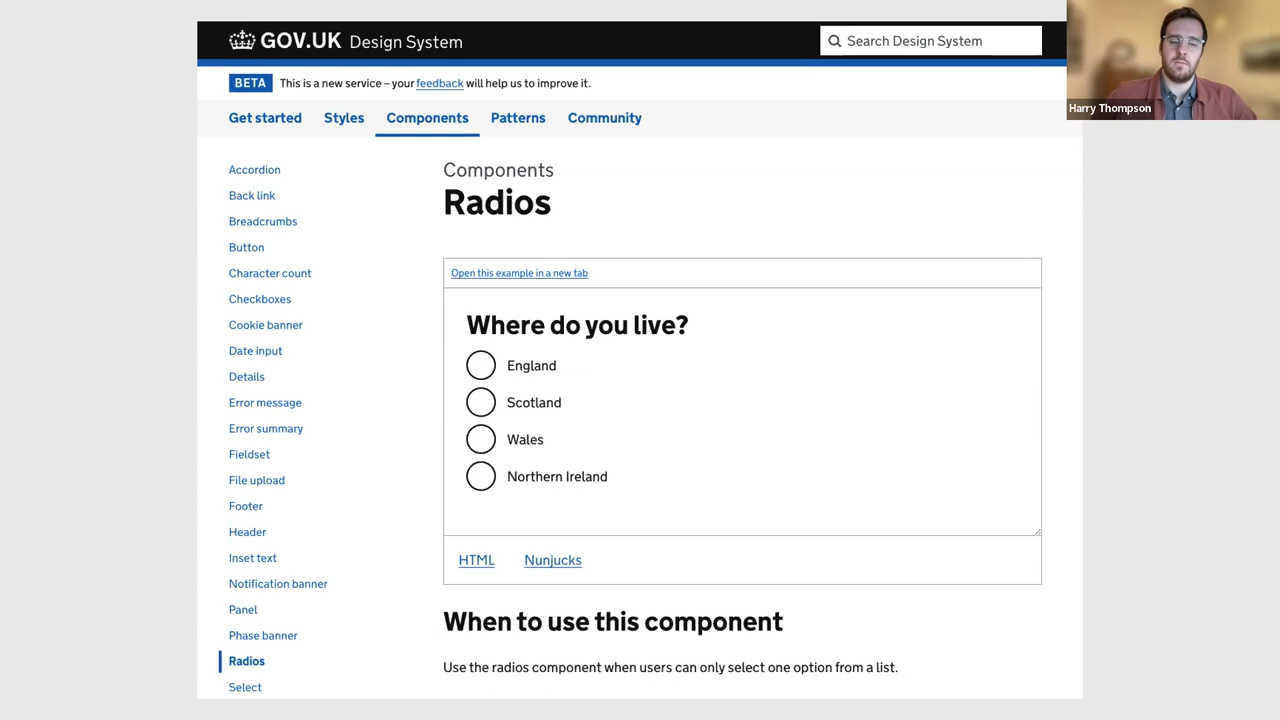 GOV.UK Design System
Search Design System
BETA This is a new service – your feedback will help us to improve it.
Get started Styles Components Patterns Community
Harry Thompson
Accordion
Back link
Breadcrumbs
Button
Character count
Checkboxes
Cookie banner
Date input
Details
Error message
Error summary
Fieldset
File upload
Footer
Header
Inset text
Notification banner
Panel
Phase banner
Radios
Select
Components
Radios
Open this example in a new tab
Where do you live?
England
Scotland
Wales
Northern Ireland
HTML Nunjucks
When to use this component
Use the radios component when users can only select one option from a list.